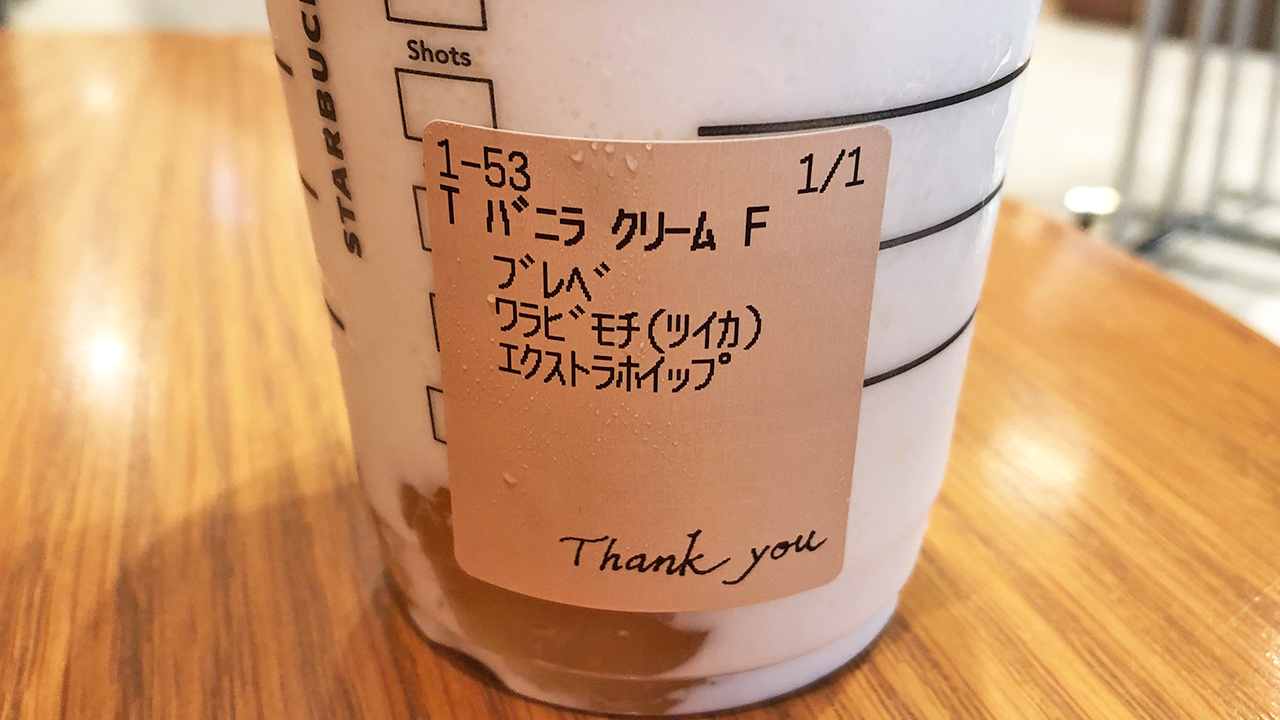 Shots
STARBUC
1-53 1/1
T バニラ クリーム F
ブレベ
ワラビモチ(ツイカ)
エクストラホイップ
Thank you